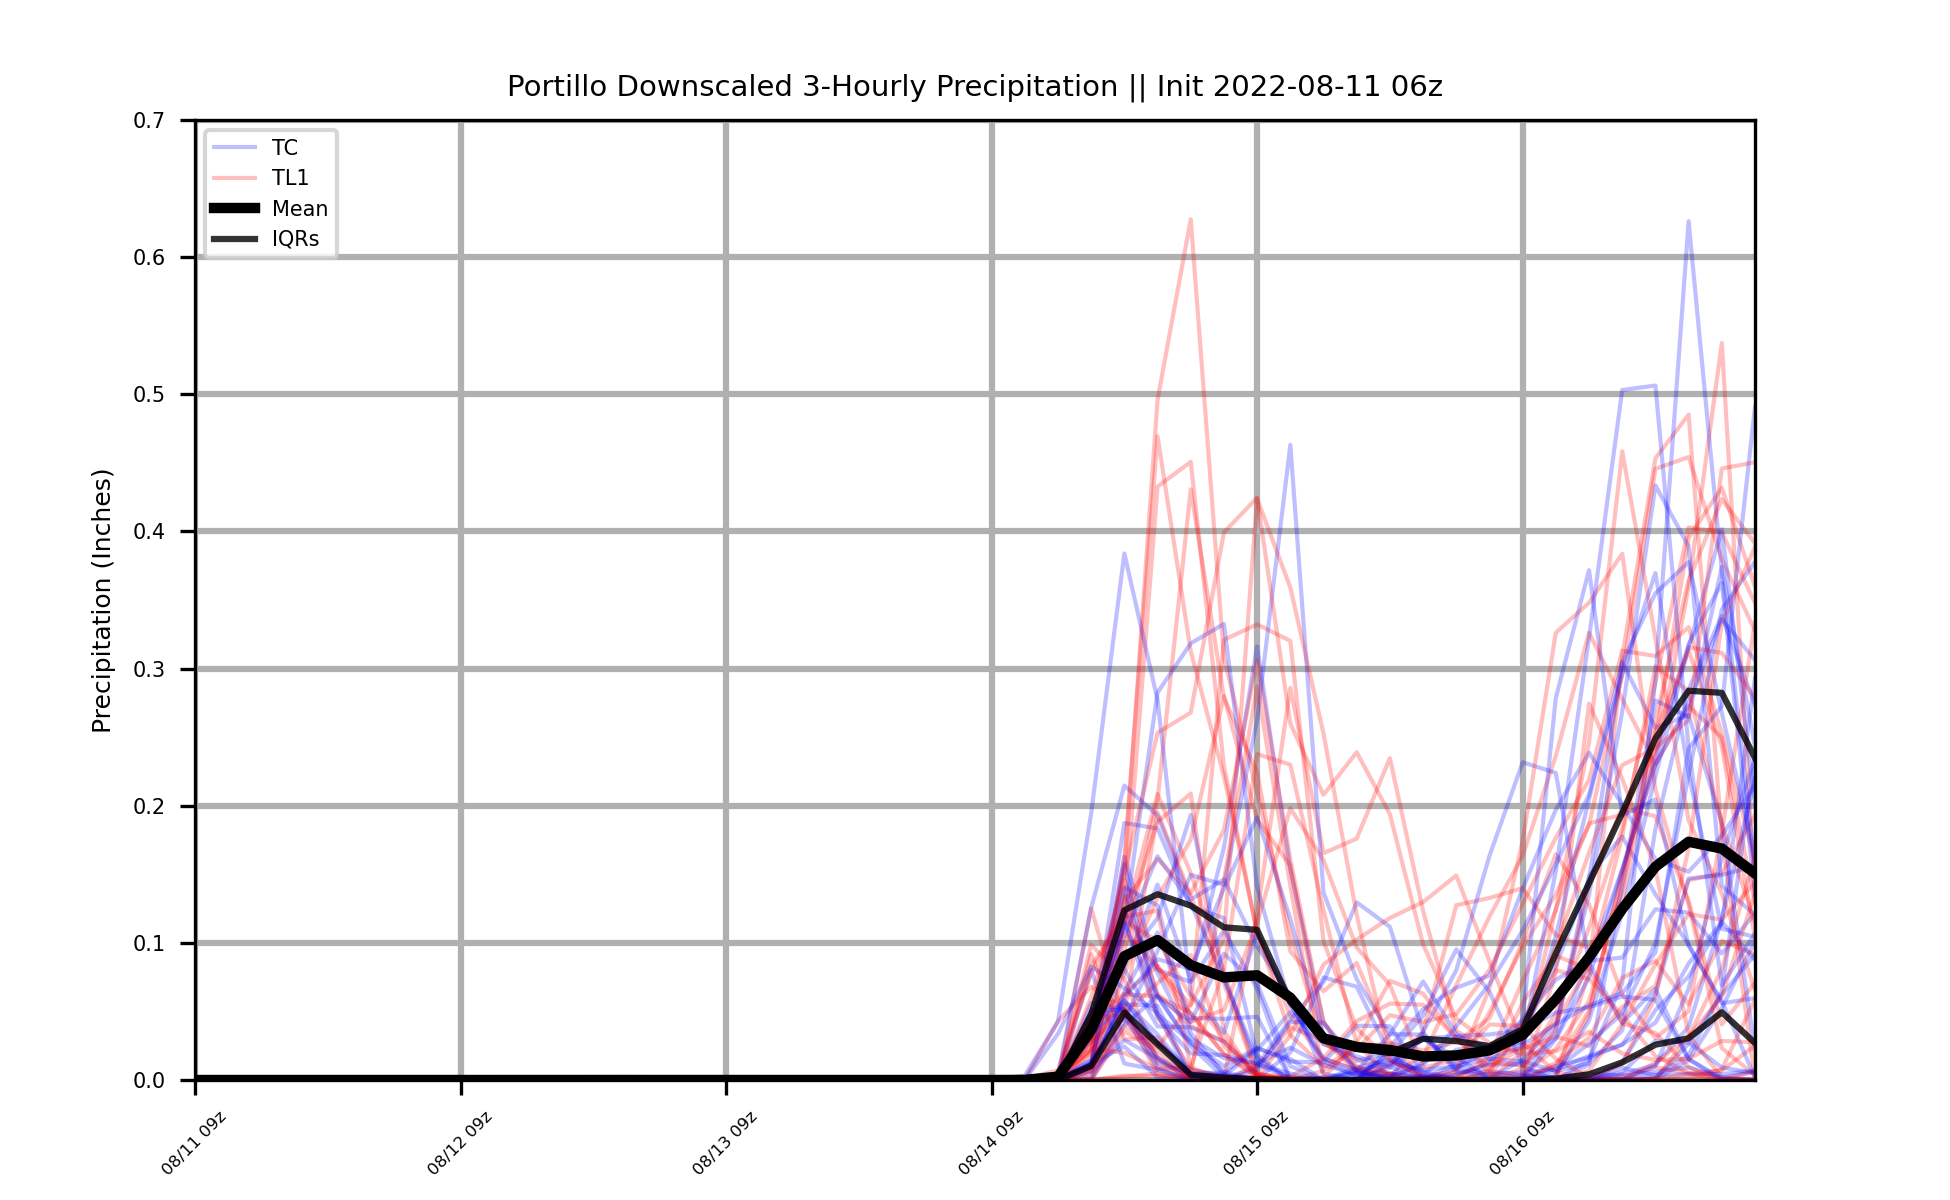 Portillo Downscaled 3-Hourly Precipitation || Init 2022-08-11 06z
TC
TL1
Mean
IQRs
Precipitation (Inches)
0.7
0.6
0.5
0.4
0.3
0.2
0.1
0.0
08/11 09z
08/12 09z
08/13 09z
08/14 09z
08/15 09z
08/16 09z